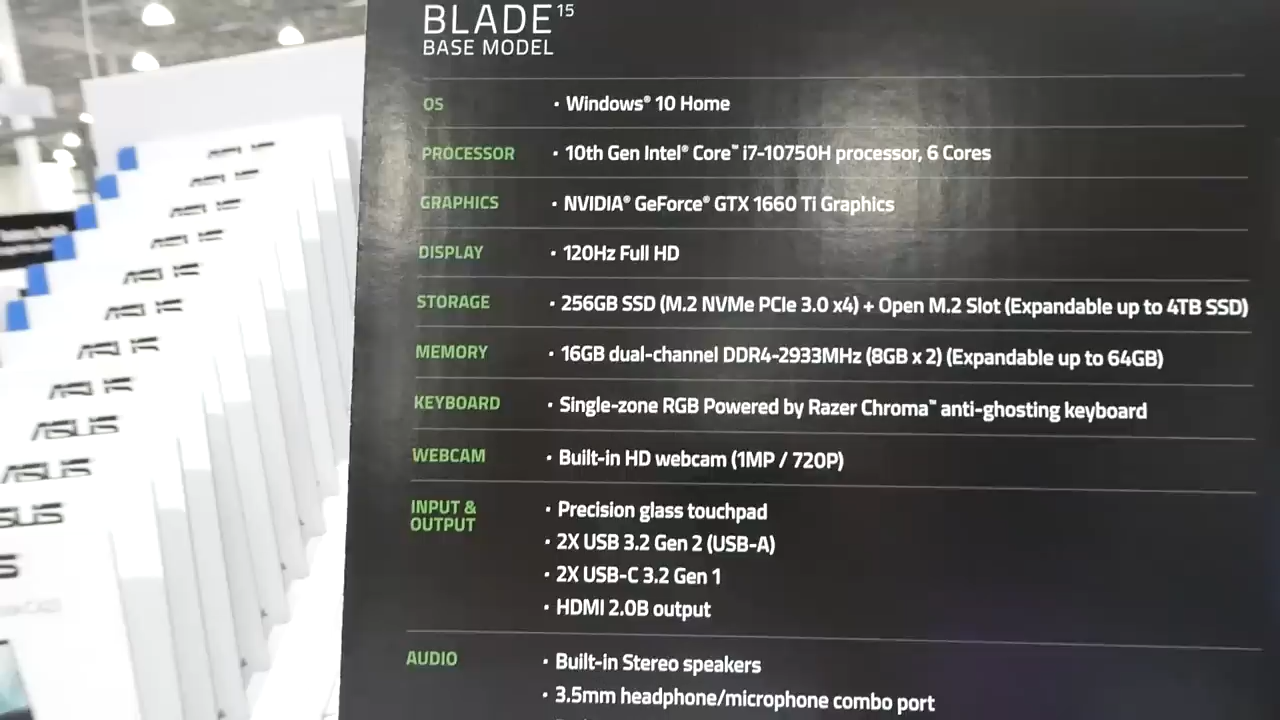 BLADE 15
BASE MODEL
OS
• Windows® 10 Home
PROCESSOR
• 10th Gen Intel® Core™ i7-10750H processor, 6 Cores
GRAPHICS
• NVIDIA® GeForce® GTX 1660 Ti Graphics
DISPLAY
• 120Hz Full HD
STORAGE
• 256GB SSD (M.2 NVMe PCIe 3.0 x4) + Open M.2 Slot (Expandable up to 4TB SSD)
MEMORY
• 16GB dual-channel DDR4-2933MHz (8GB x 2) (Expandable up to 64GB)
KEYBOARD
• Single-zone RGB Powered by Razer Chroma™ anti-ghosting keyboard
WEBCAM
• Built-in HD webcam (1MP / 720P)
INPUT &
OUTPUT
• Precision glass touchpad
• 2X USB 3.2 Gen 2 (USB-A)
• 2X USB-C 3.2 Gen 1
• HDMI 2.0B output
AUDIO
• Built-in Stereo speakers
• 3.5mm headphone/microphone combo port
ASUS
ASUS